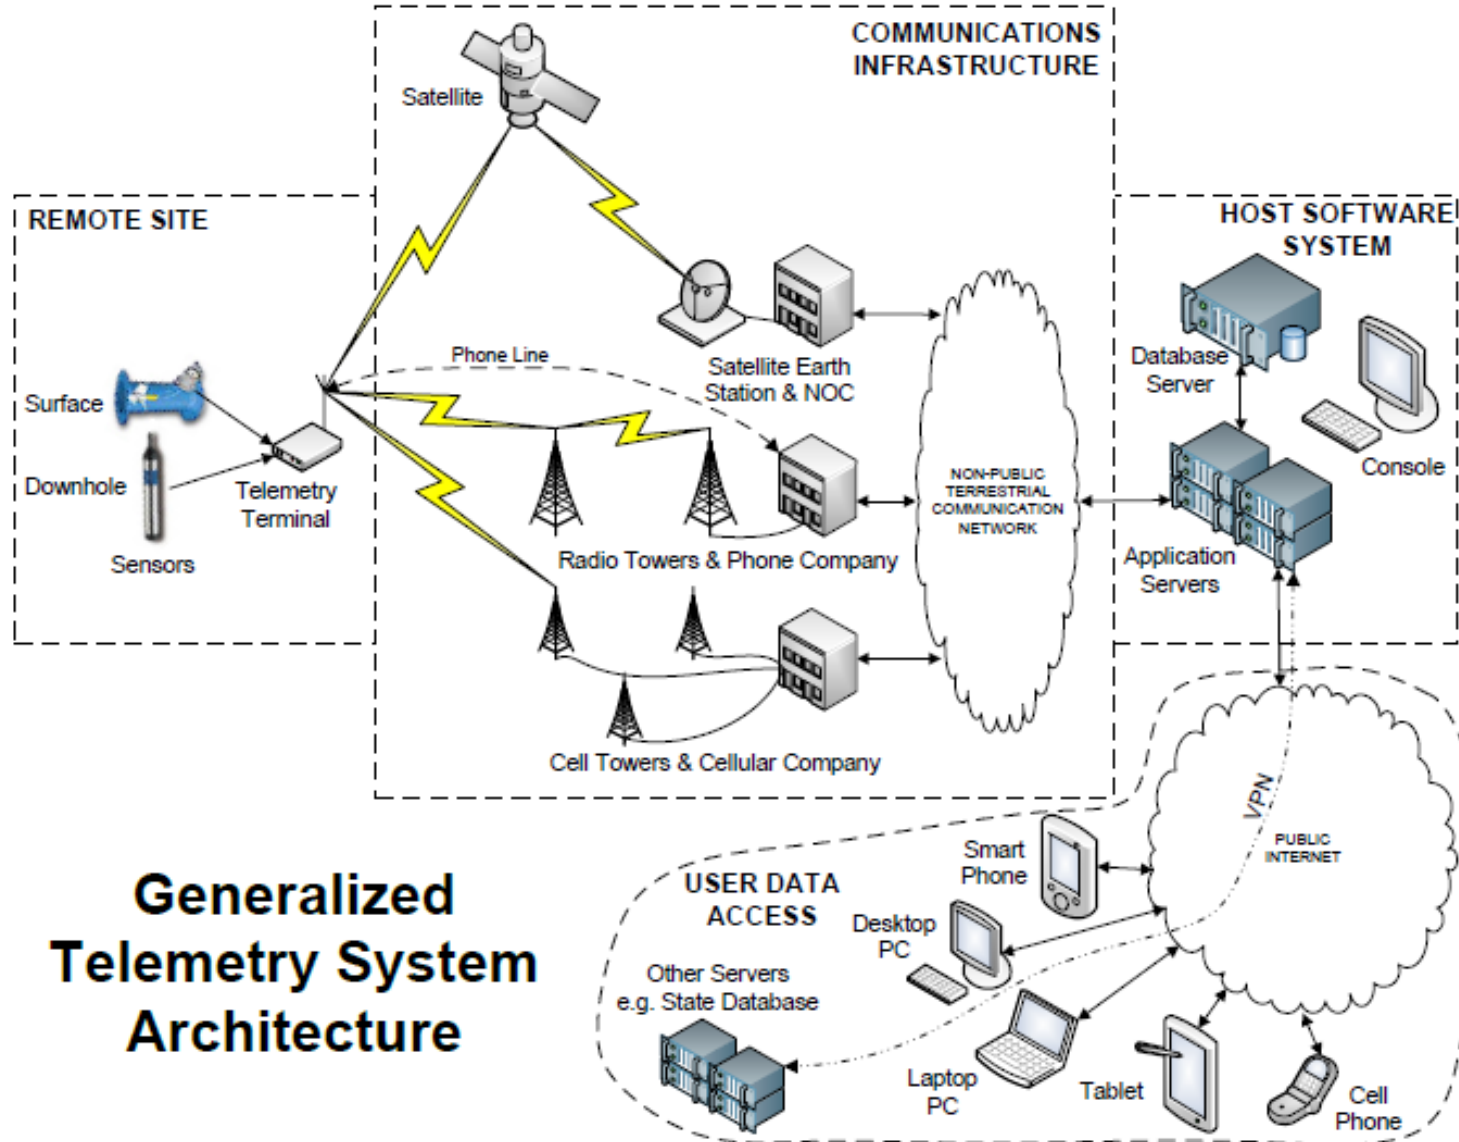 COMMUNICATIONS
INFRASTRUCTURE
Satellite
REMOTE SITE
HOST SOFTWARE
SYSTEM
Phone Line
Surface
Downhole
Telemetry
Terminal
Sensors
Satellite Earth
Station & NOC
Radio Towers & Phone Company
Cell Towers & Cellular Company
NON-PUBLIC
TERRESTRIAL
COMMUNICATION
NETWORK
Database
Server
Console
Application
Servers
VPN
PUBLIC
INTERNET
Smart
Phone
USER DATA
ACCESS
Desktop
PC
Other Servers
e.g. State Database
Laptop
PC
Tablet
Cell
Phone
Generalized
Telemetry System
Architecture